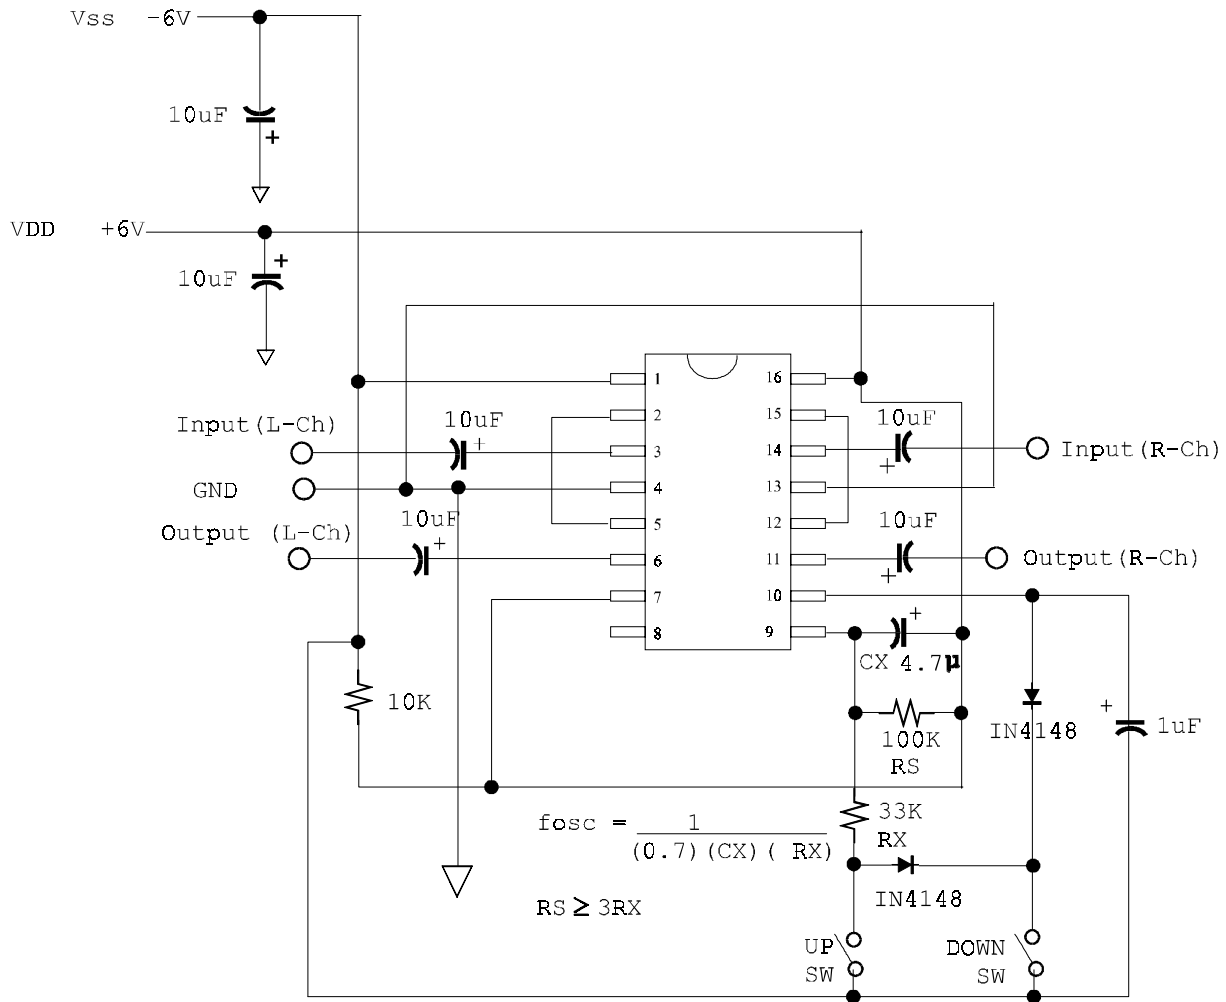 Vss -6V
10uF
+
VDD +6V
+
10uF
1
16
2
15
3
14
4
13
5
12
6
11
7
10
8
9
Input(L-Ch)
10uF
+
GND
10uF
+
Output (L-Ch)
10uF
+
Input(R-Ch)
10uF
+
Output(R-Ch)
+
CX 4.7μ
10K
100K
RS
IN4148
+
1uF
fosc = 1
(0.7)(CX)( RX)
33K
RX
RS ≥ 3RX
IN4148
UP
SW
DOWN
SW